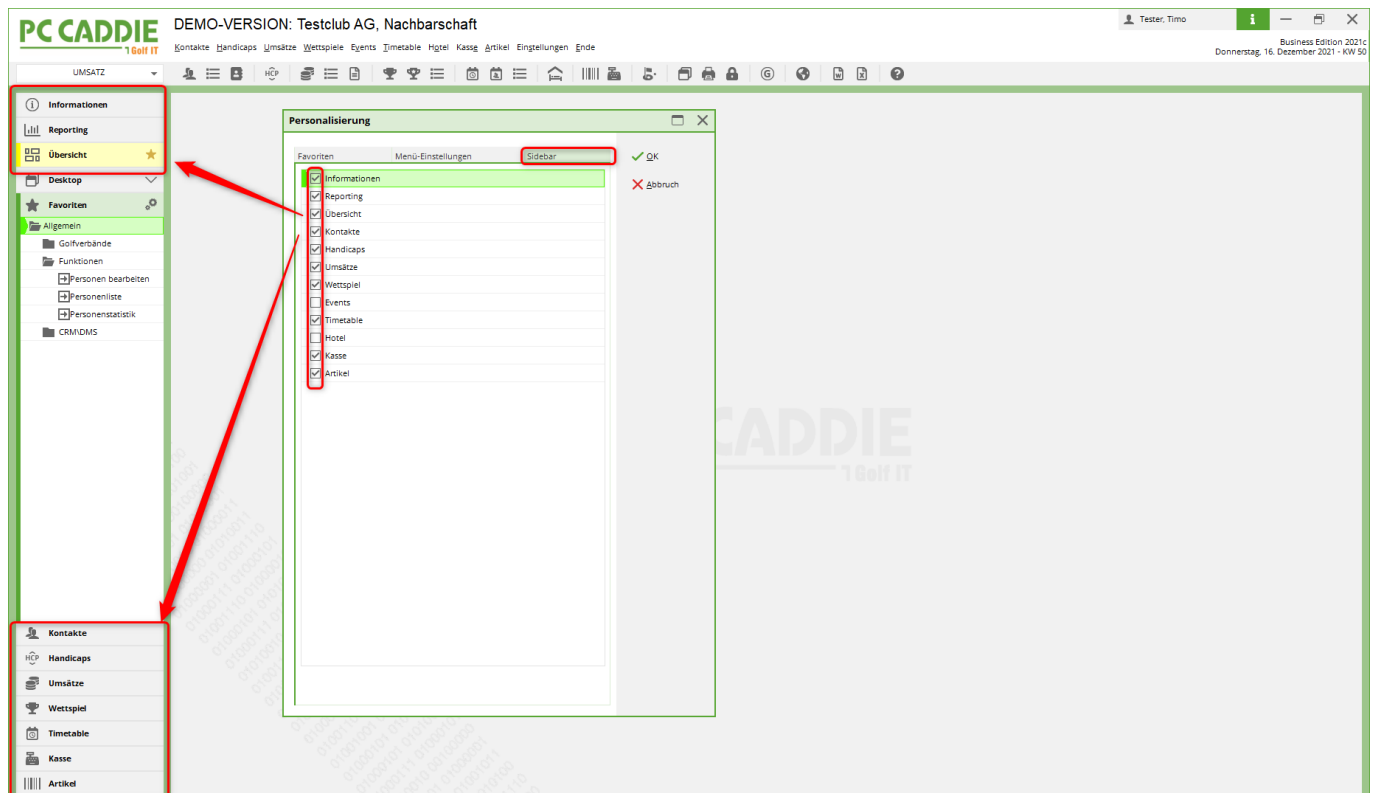 PC CADDIE
Golf IT
DEMO-VERSION: Testclub AG, Nachbarschaft
Tester, Timo
i
Kontakte Handicaps Umsätze Wettspiele Events Timetable Hotel Kasse Artikel Einstellungen Ende
Business Edition 2021c
Donnerstag, 16. Dezember 2021 - KW 50
UMSATZ
HCP
Informationen
Reporting
Übersicht
Desktop
Favoriten
Allgemein
Golfverbände
Funktionen
Personen bearbeiten
Personenliste
Personenstatistik
CRM\DMS
Kontakte
HCP Handicaps
Umsätze
Wettspiel
Timetable
Kasse
Artikel
Personalisierung
Favoriten Menü-Einstellungen Sidebar
OK
Abbruch
Informationen
Reporting
Übersicht
Kontakte
Handicaps
Umsätze
Wettspiel
Events
Timetable
Hotel
Kasse
Artikel
CADDIE
Golf IT